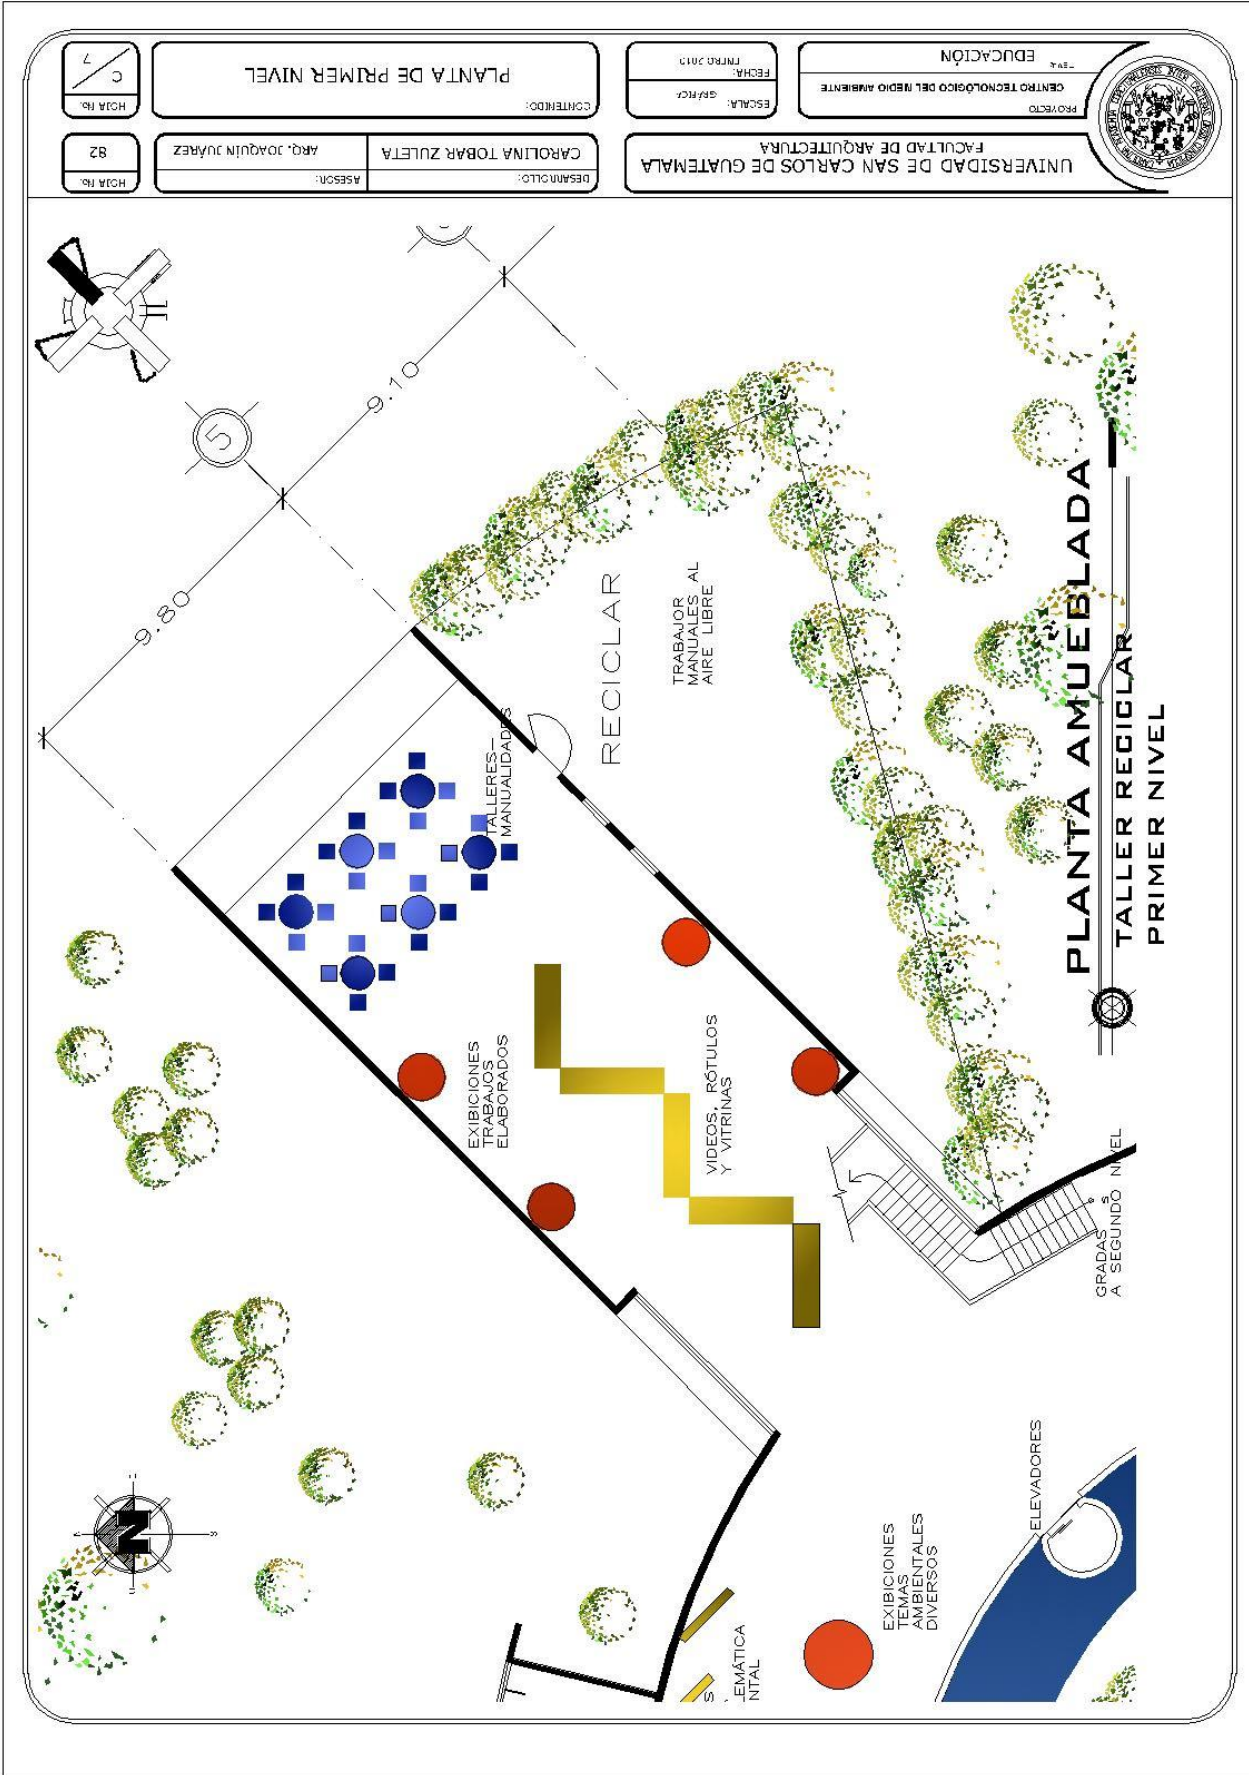 UNIVERSIDAD DE SAN CARLOS DE GUATEMALA
FACULTAD DE ARQUITECTURA
PROYECTO
CENTRO TECNOLÓGICO DEL MEDIO AMBIENTE
EDUCACIÓN
ESCALA:
GRÁFICA
FECHA:
ENERO 2010
DESARROLLO:
CAROLINA TOBAR ZULETA
ASESOR:
ARQ. JOAQUÍN JUÁREZ
CONTENIDO:
PLANTA DE PRIMER NIVEL
HOJA No.
82
HOJA No.
C
7
5
9.10
9.80
RECICLAR
TRABAJOR
MANUALES AL
AIRE LIBRE
TALLERES—
MANUALIDADES
EXIBICIONES
TRABAJOS
ELABORADOS
VIDEOS, RÓTULOS
Y VITRINAS
GRADAS S
A SEGUNDO NIVEL
ELEVADORES
EXIBICIONES
TEMAS
AMBIENTALES
DIVERSOS
S
LEMÁTICA
NTAL
N
PLANTA AMUEBLADA
TALLER RECICLAR
PRIMER NIVEL